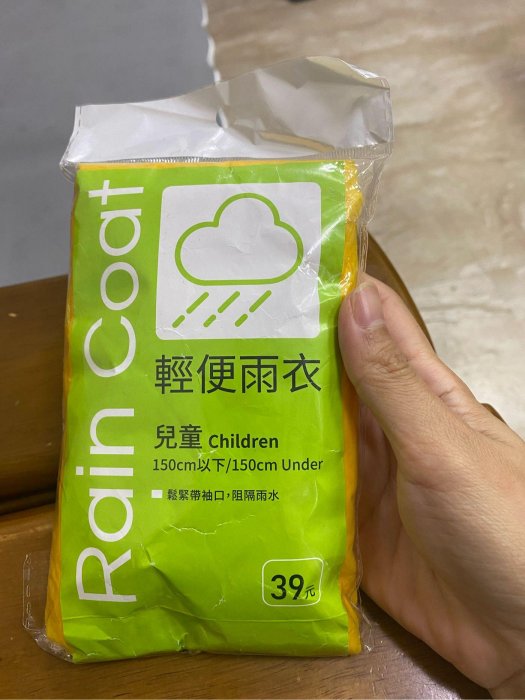 Rain Coat
輕便雨衣
兒童 Children
150cm以下/150cm Under
鬆緊帶袖口，阻隔雨水
39元